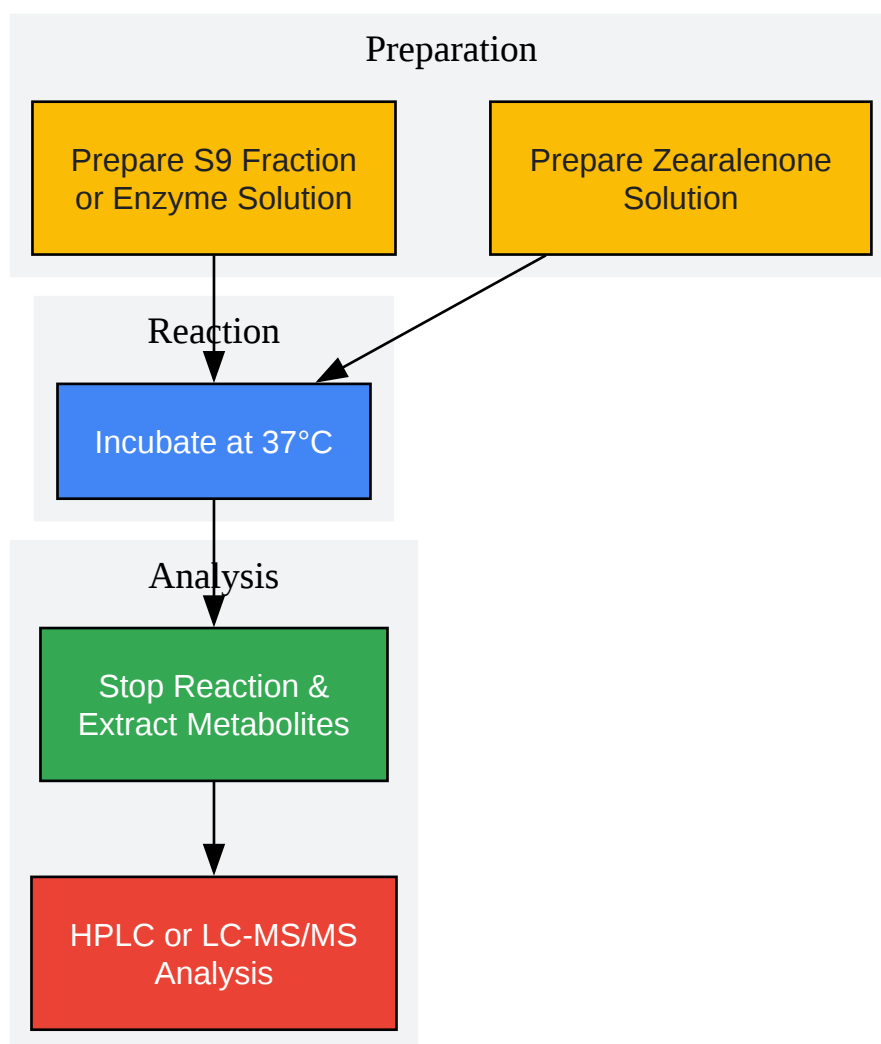 Preparation
Prepare S9 Fraction
or Enzyme Solution
Prepare Zearalenone
Solution
Reaction
Incubate at 37°C
Analysis
Stop Reaction &
Extract Metabolites
HPLC or LC-MS/MS
Analysis